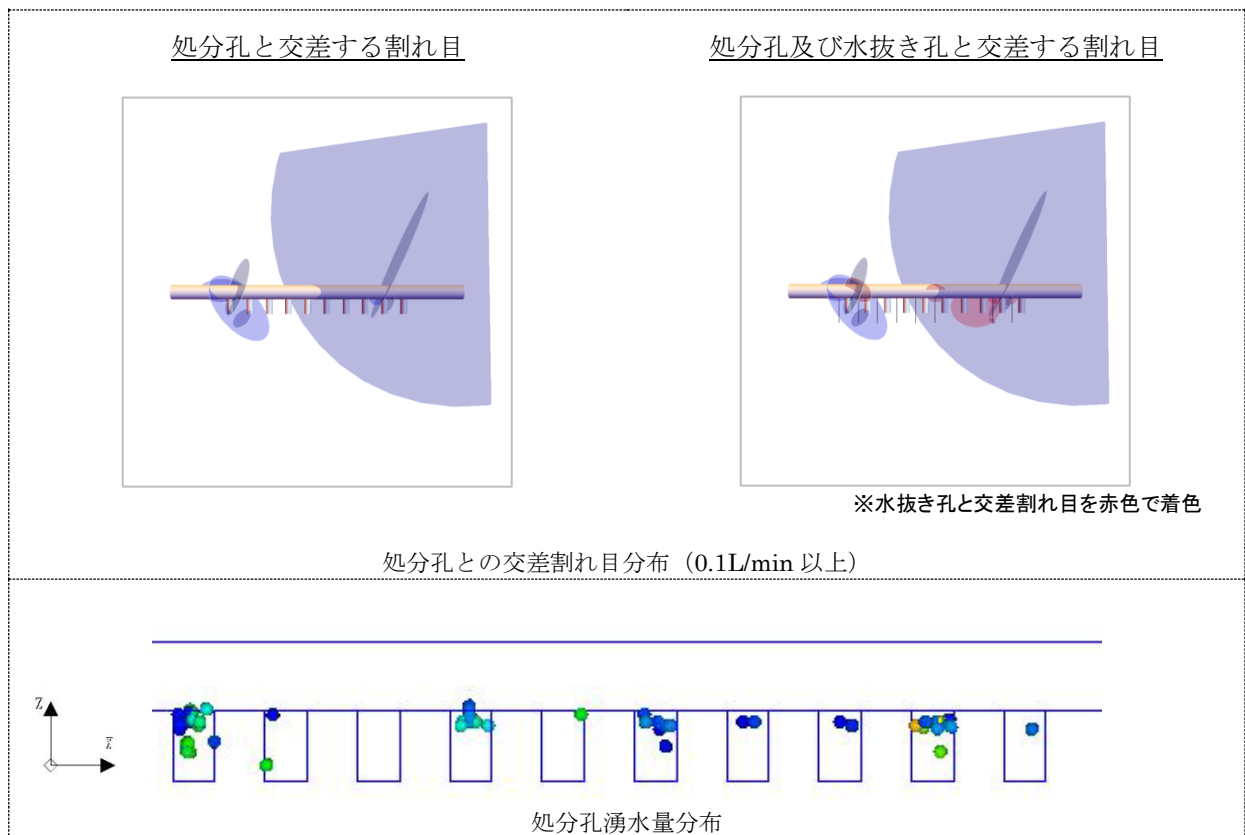 処分孔と交差する割れ目
処分孔及び水抜き孔と交差する割れ目
※水抜き孔と交差割れ目を赤色で着色
処分孔との交差割れ目分布（0.1L/min 以上）
Z
処分孔湧水量分布